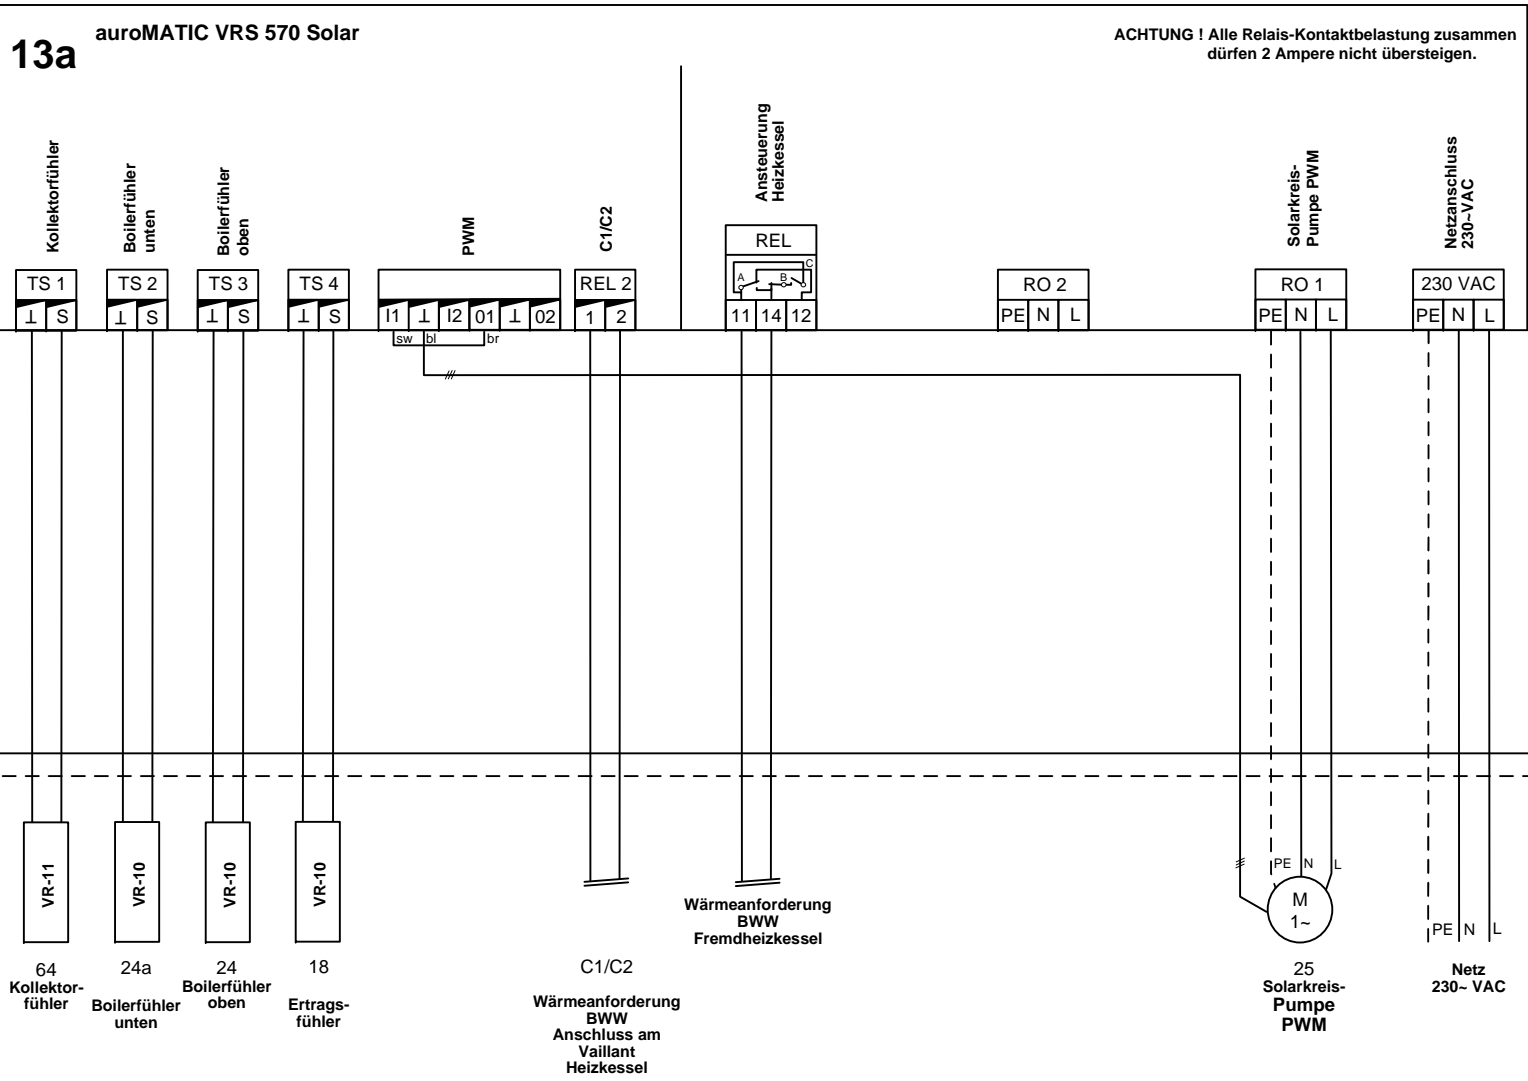 auroMATIC VRS 570 Solar
13a
ACHTUNG ! Alle Relais-Kontaktbelastung zusammen
dürfen 2 Ampere nicht übersteigen.
Kollektorfühler
Boilerfühler
unten
Boilerfühler
oben
PWM
C1/C2
Ansteuerung
Heizkessel
Solarkreis-
Pumpe PWM
Netzanschluss
230~VAC
TS 1
TS 2
TS 3
TS 4
REL 2
REL
A B C
RO 2
RO 1
230 VAC
⊥ S
⊥ S
⊥ S
⊥ S
I1 ⊥ I2 01 ⊥ 02
1 2
11 14 12
PE N L
PE N L
PE N L
sw bl br
VR-11
VR-10
VR-10
VR-10
PE N L
M
1~
PE N L
64
Kollektor-
fühler
24a
Boilerfühler
unten
24
Boilerfühler
oben
18
Ertrags-
fühler
C1/C2
Wärmeanforderung
BWW
Anschluss am
Vaillant
Heizkessel
Wärmeanforderung
BWW
Fremdheizkessel
25
Solarkreis-
Pumpe
PWM
Netz
230~ VAC